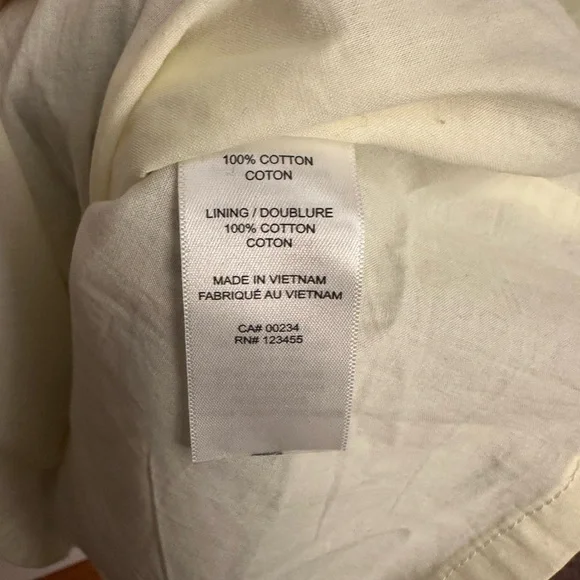 100% COTTON
COTON
LINING / DOUBLURE
100% COTTON
COTON
MADE IN VIETNAM
FABRIQUÉ AU VIETNAM
CA# 00234
RN# 123455